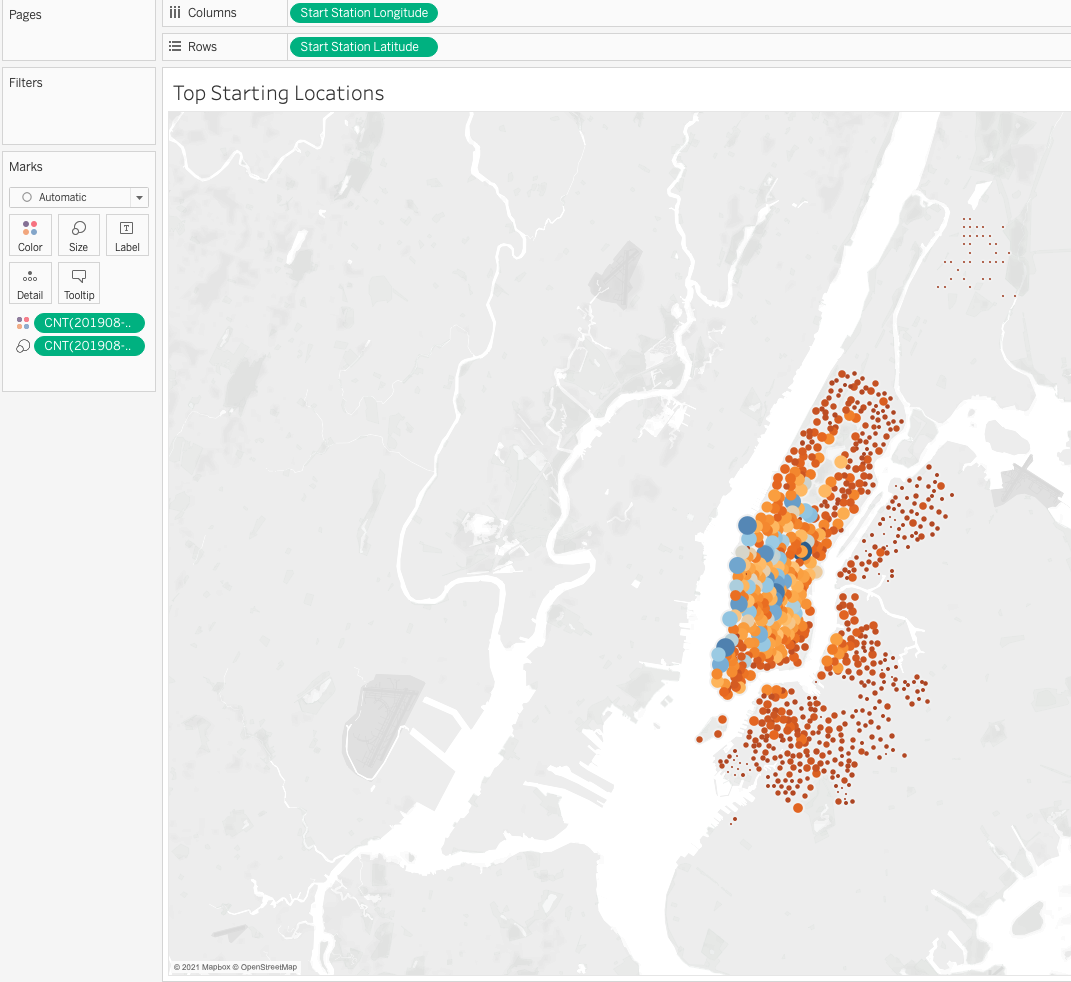 Pages
Columns
Start Station Longitude
Rows
Start Station Latitude
Filters
Top Starting Locations
Marks
Automatic
Color
Size
Label
Detail
Tooltip
CNT(201908-..
CNT(201908-..
© 2021 Mapbox © OpenStreetMap